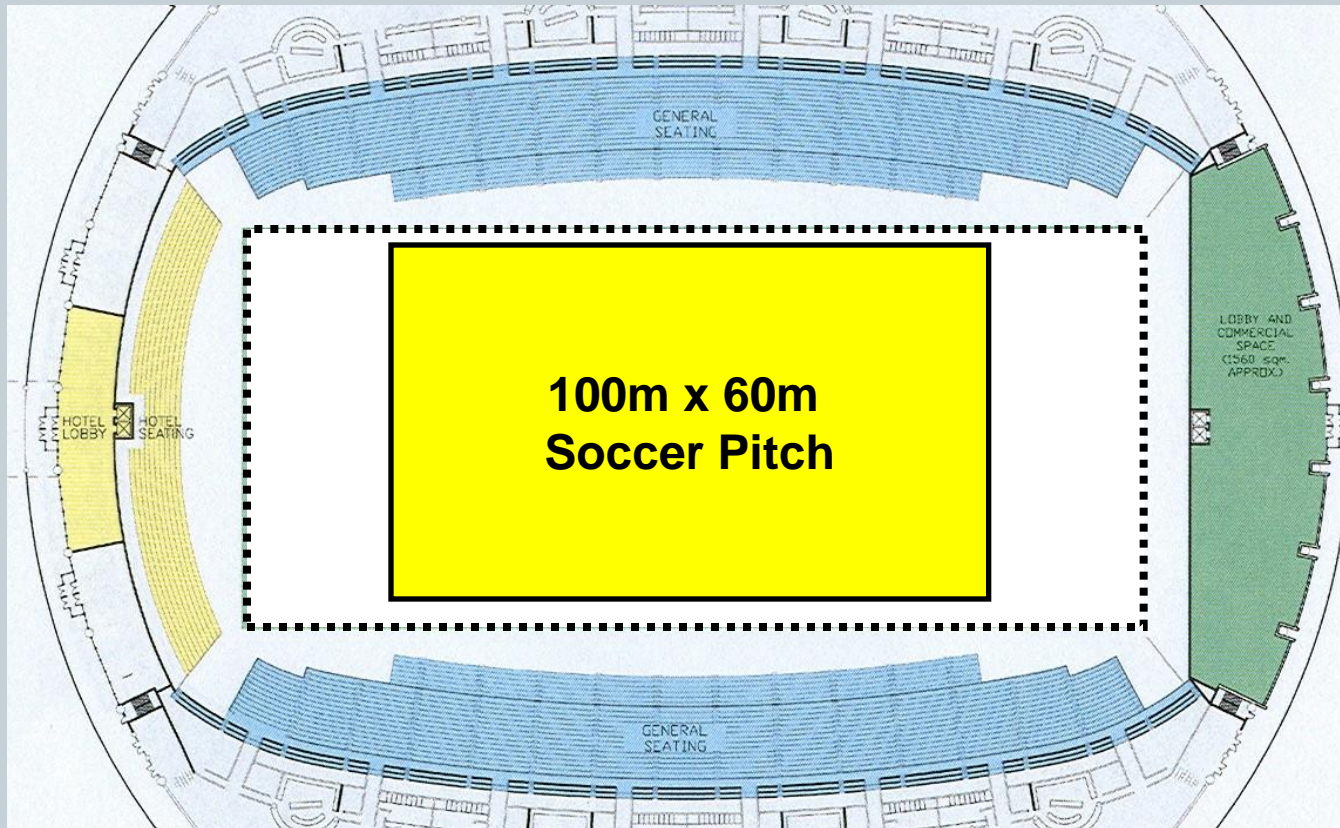 GENERAL
SEATING
100m x 60m
Soccer Pitch
HOTEL
LOBBY
HOTEL
SEATING
LOBBY AND
COMMERCIAL
SPACE
(1560 sqm.
APPROX.)
GENERAL
SEATING